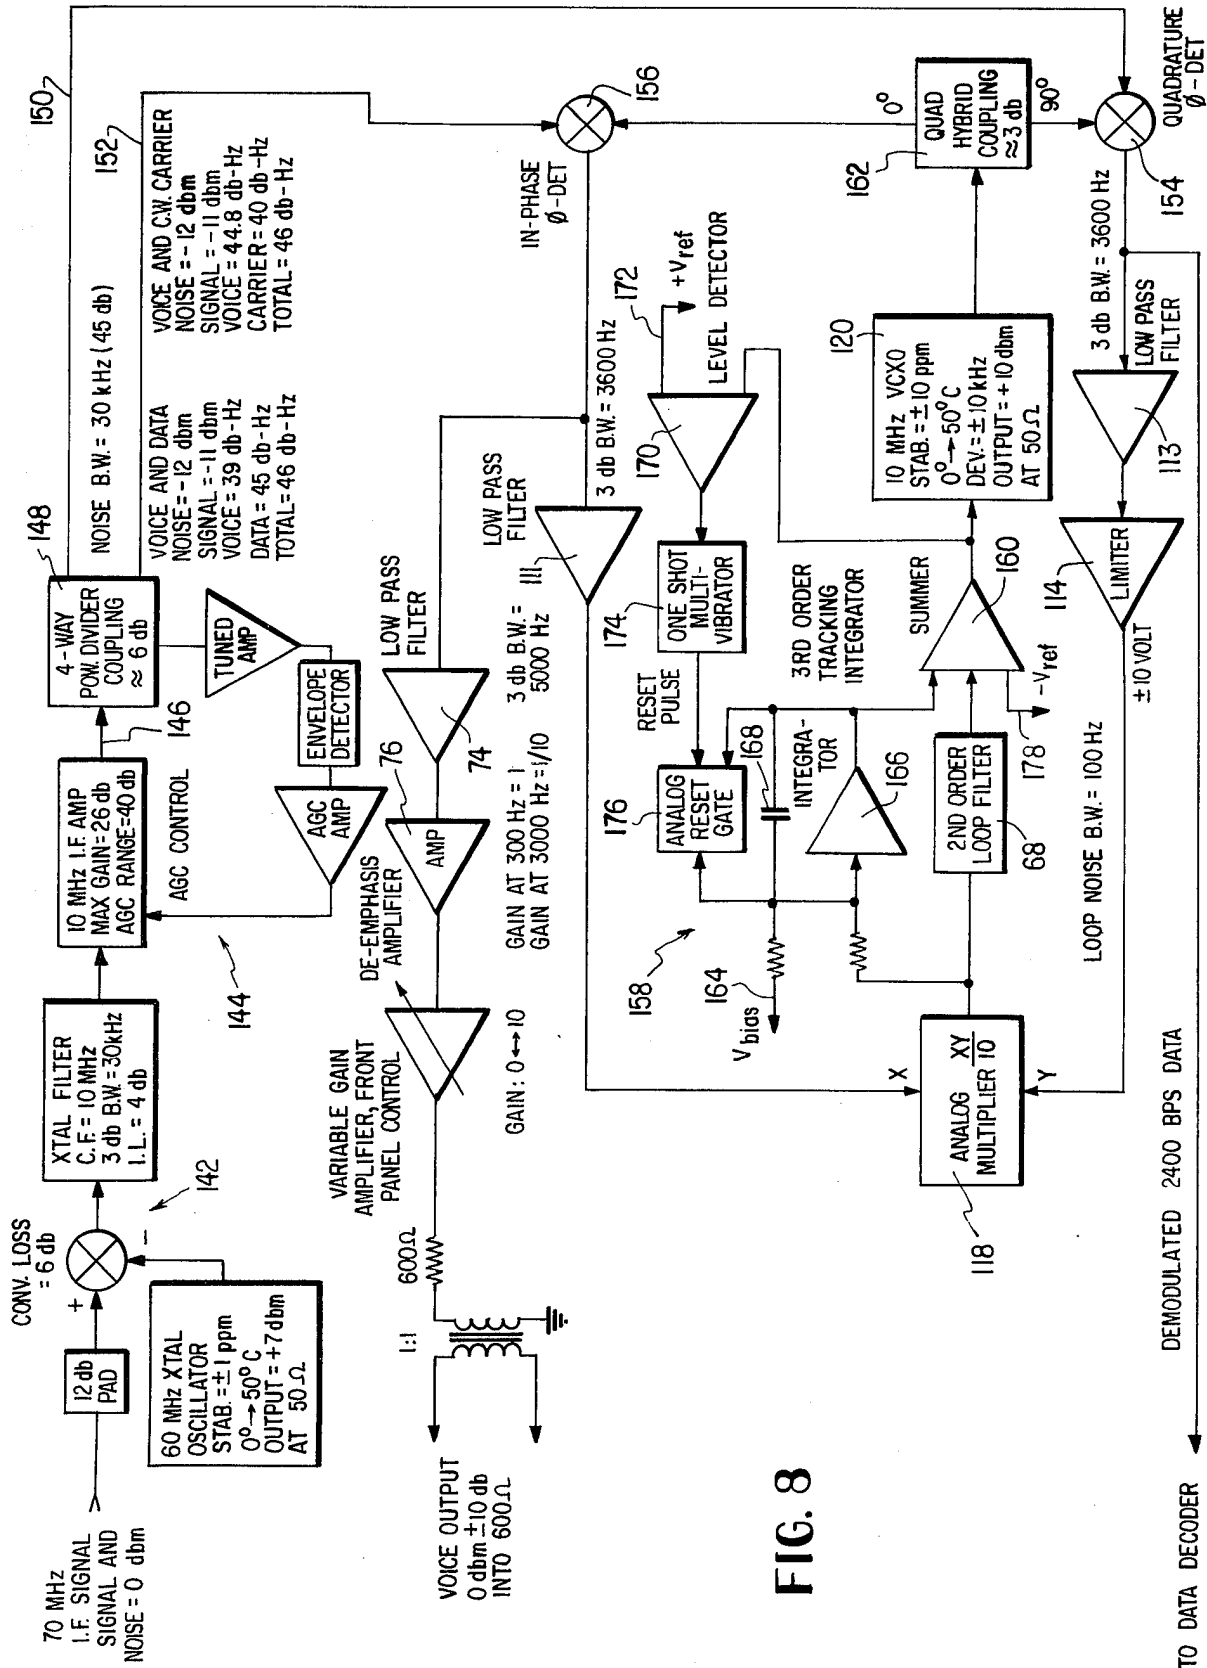 70 MHz
I.F. SIGNAL
SIGNAL AND
NOISE = 0 dbm
12 db
PAD
CONV. LOSS
= 6 db
+
−
142
60 MHz XTAL
OSCILLATOR
STAB. = ±1 ppm
0° → 50° C
OUTPUT = +7 dbm
AT 50 Ω
XTAL FILTER
C.F. = 10 MHz
3 db B.W. = 30 kHz
I.L. = 4 db
10 MHz I.F. AMP
MAX GAIN = 26 db
AGC RANGE = 40 db
144
AGC CONTROL
AGC
AMP
ENVELOPE
DETECTOR
TUNED
AMP
146
148
4-WAY
POW. DIVIDER
COUPLING
≈ 6 db
NOISE B.W. = 30 kHz (45 db)
150
152
VOICE AND DATA
NOISE = -12 dbm
SIGNAL = -11 dbm
VOICE = 39 db-Hz
DATA = 45 db-Hz
TOTAL = 46 db-Hz
VOICE AND C.W. CARRIER
NOISE = -12 dbm
SIGNAL = -11 dbm
VOICE = 44.8 db-Hz
CARRIER = 40 db-Hz
TOTAL = 46 db-Hz
VOICE OUTPUT
0 dbm ±10 db
INTO 600Ω
1:1
600Ω
VARIABLE GAIN
AMPLIFIER, FRONT
PANEL CONTROL
GAIN: 0 ↔ 10
DE-EMPHASIS
AMPLIFIER
76
AMP
GAIN AT 300 Hz = 1
GAIN AT 3000 Hz = 1/10
LOW PASS
FILTER
74
3 db B.W. =
5000 Hz
LOW PASS
FILTER
111
3 db B.W. = 3600 Hz
IN-PHASE
Ø-DET
156
0°
162
QUAD
HYBRID
COUPLING
≈ 3 db
90°
QUADRATURE
Ø-DET
154
3 db B.W. = 3600 Hz
LOW PASS
FILTER
113
114
LIMITER
±10 VOLT
172
+Vref
LEVEL DETECTOR
170
174
ONE SHOT
MULTI-
VIBRATOR
RESET
PULSE
176
ANALOG
RESET
GATE
3RD ORDER
TRACKING
INTEGRATOR
168
INTEGRA-
TOR
166
158
164
Vbias
SUMMER
160
178
-Vref
2ND ORDER
LOOP FILTER
68
120
10 MHz VCXO
STAB. = ±10 ppm
0° → 50° C
DEV. = ±10 kHz
OUTPUT = +10 dbm
AT 50 Ω
LOOP NOISE B.W. = 100 Hz
X
Y
ANALOG XY
MULTIPLIER 10
118
DEMODULATED 2400 BPS DATA
TO DATA DECODER
FIG. 8